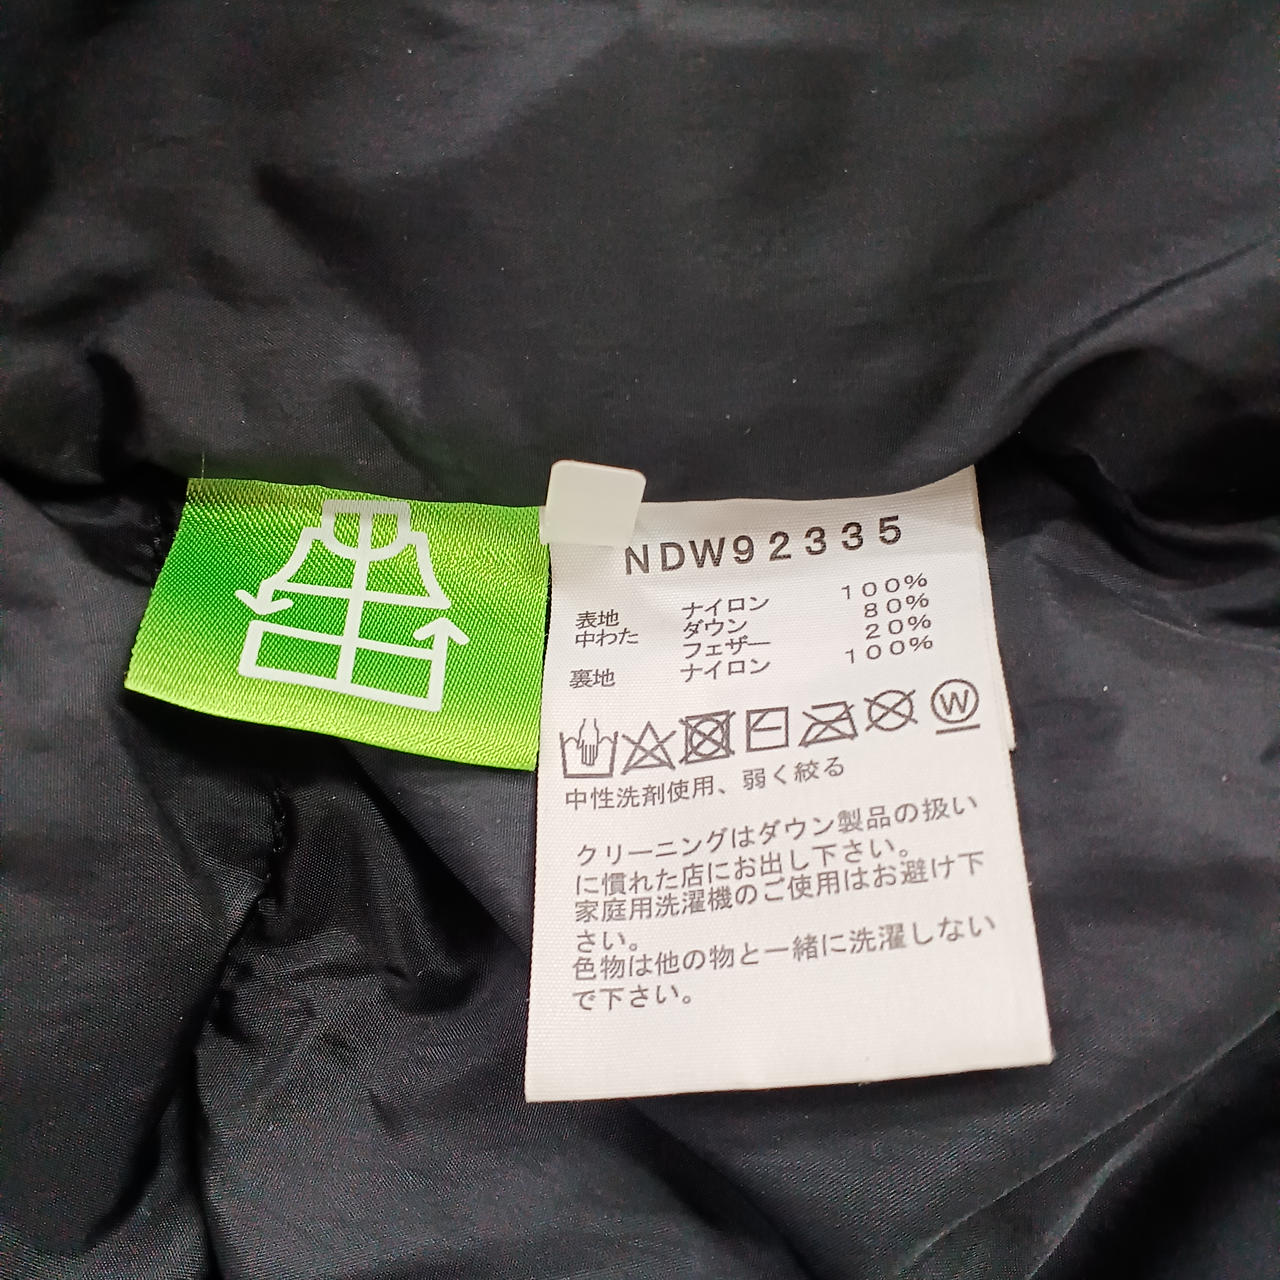 NDW92335
表地 ナイロン 100%
中わた ダウン 80%
フェザー 20%
裏地 ナイロン 100%
W
中性洗剤使用、弱く絞る
クリーニングはダウン製品の扱い
に慣れた店にお出し下さい。
家庭用洗濯機のご使用はお避け下
さい。
色物は他の物と一緒に洗濯しない
で下さい。